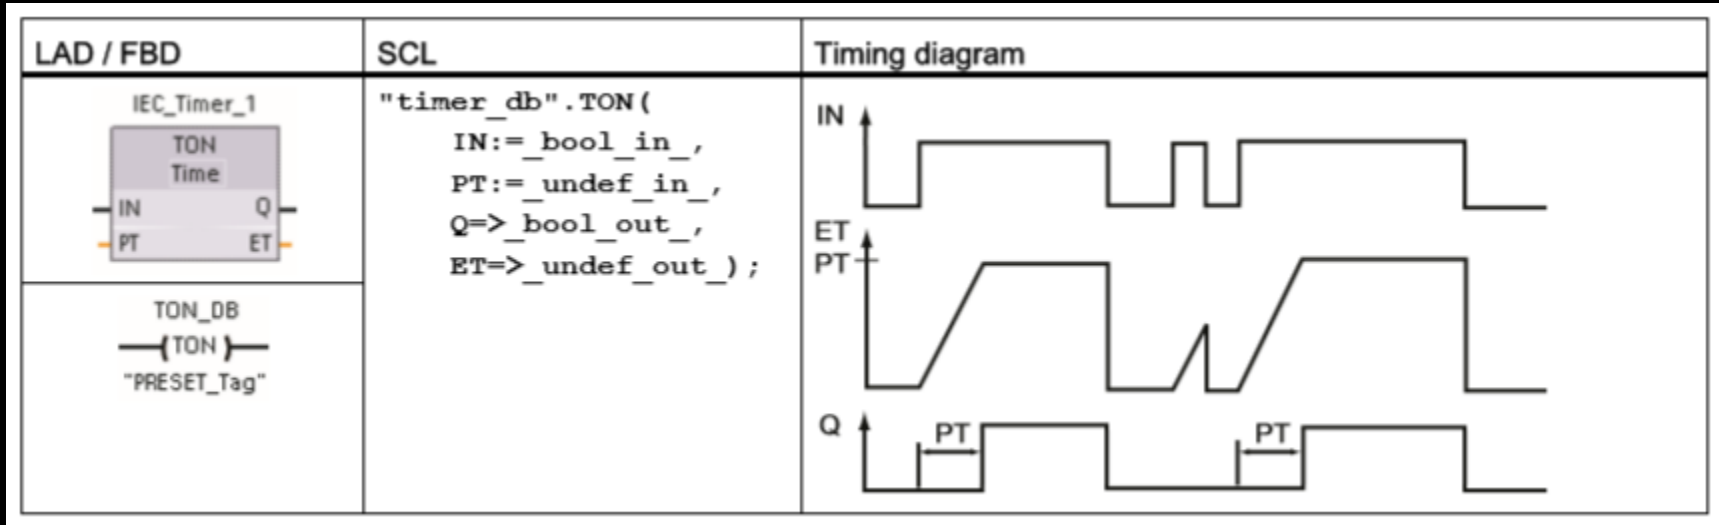 LAD / FBD
SCL
Timing diagram
IEC_Timer_1
TON
Time
IN Q
PT ET
TON_DB
(TON)
"PRESET_Tag"
"timer_db".TON(
IN:=_bool_in_,
PT:=_undef_in_,
Q=>_bool_out_,
ET=>_undef_out_);
IN
ET
PT
Q
PT
PT